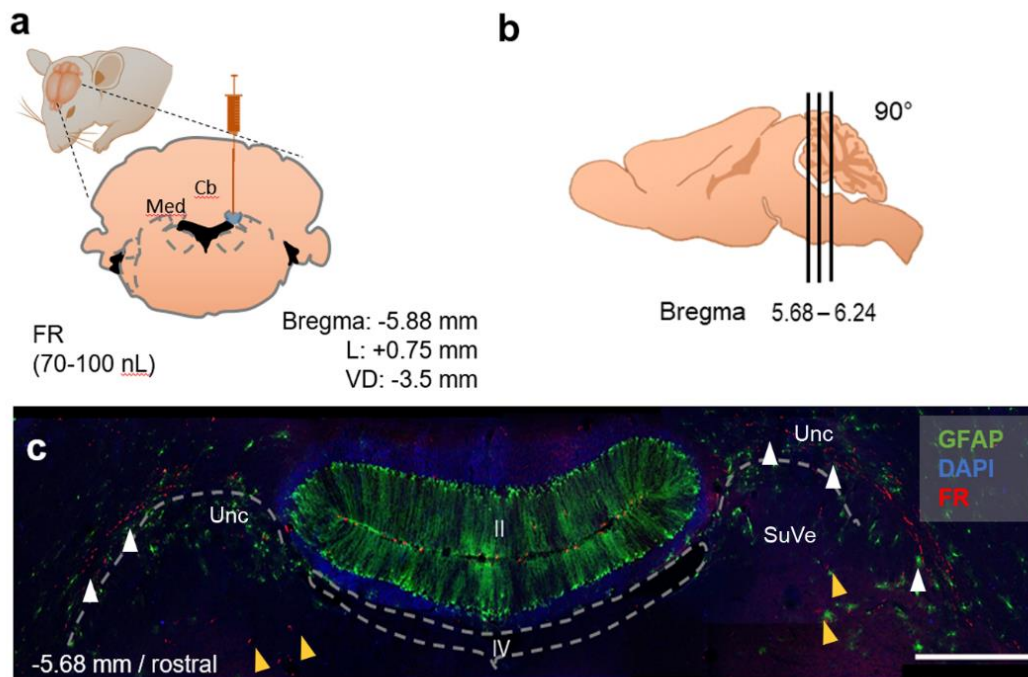 a
b
90°
Cb
Med
FR
(70-100 nL)
Bregma: -5.88 mm
L: +0.75 mm
VD: -3.5 mm
Bregma 5.68 – 6.24
c
Unc
Unc
GFAP
DAPI
FR
II
SuVe
IV
-5.68 mm / rostral